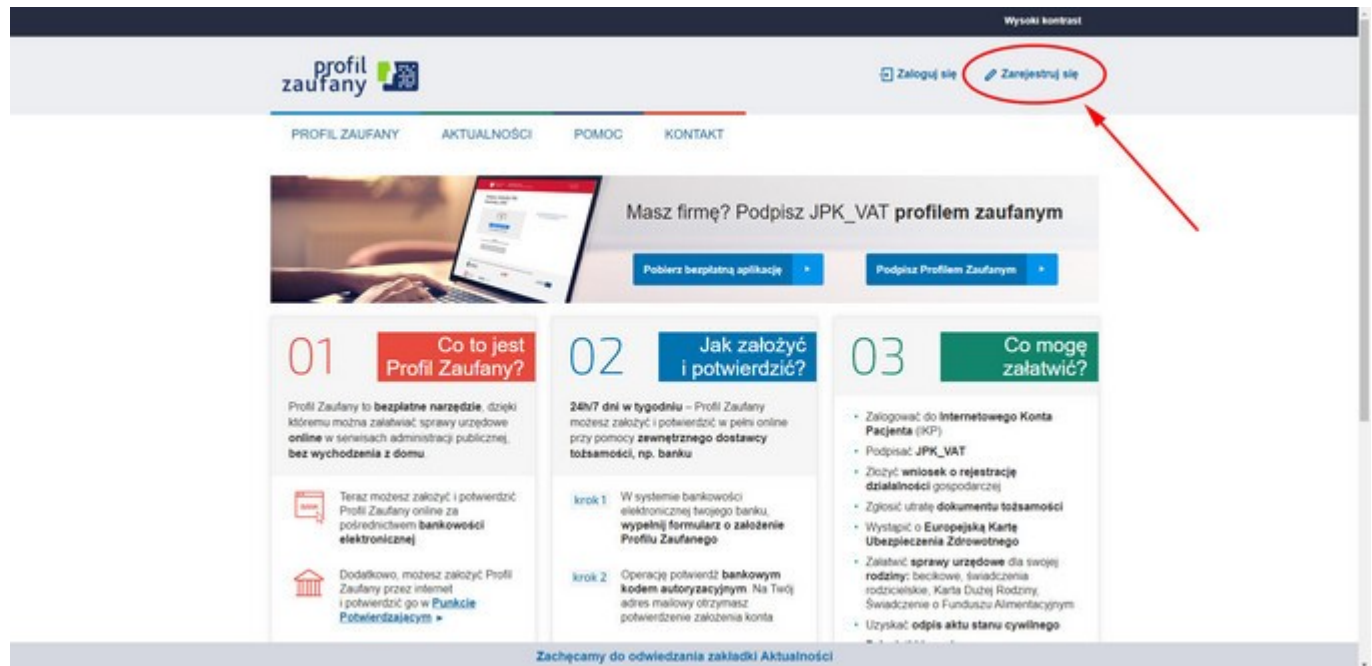 Wysoki kontrast
profil
zaufany
Zaloguj się
Zarejestruj się
PROFIL ZAUFANY AKTUALNOŚCI POMOC KONTAKT
Masz firmę? Podpisz JPK_VAT profilem zaufanym
Pobierz bezpłatną aplikację
Podpisz Profilem Zaufanym
01
Co to jest
Profil Zaufany?
Profil Zaufany to bezpłatne narzędzie, dzięki
któremu można załatwiać sprawy urzędowe
online w serwisach administracji publicznej,
bez wychodzenia z domu.
Teraz możesz założyć i potwierdzić
Profil Zaufany online za
pośrednictwem bankowości
elektronicznej
Dodatkowo, możesz założyć Profil
Zaufany przez internet
i potwierdzić go w Punkcie
Potwierdzającym
02
Jak założyć
i potwierdzić?
24h/7 dni w tygodniu – Profil Zaufany
możesz założyć i potwierdzić w pełni online
przy pomocy zewnętrznego dostawcy
tożsamości, np. banku
krok 1
W systemie bankowości
elektronicznej twojego banku,
wypełnij formularz o założenie
Profilu Zaufanego
krok 2
Operację potwierdź bankowym
kodem autoryzacyjnym. Na Twój
adres mailowy otrzymasz
potwierdzenie założenia konta
03
Co mogę
załatwić?
Zalogować do Internetowego Konta
Pacjenta (IKP)
Podpisać JPK_VAT
Złożyć wniosek o rejestrację
działalności gospodarczej
Zgłosić utratę dokumentu tożsamości
Wystąpić o Europejską Kartę
Ubezpieczenia Zdrowotnego
Załatwić sprawy urzędowe dla swojej
rodziny: becikowe, świadczenia
rodzicielskie, Karta Dużej Rodziny,
Świadczenie o Funduszu Alimentacyjnym
Uzyskać odpis aktu stanu cywilnego
Zachęcamy do odwiedzania zakładki Aktualności